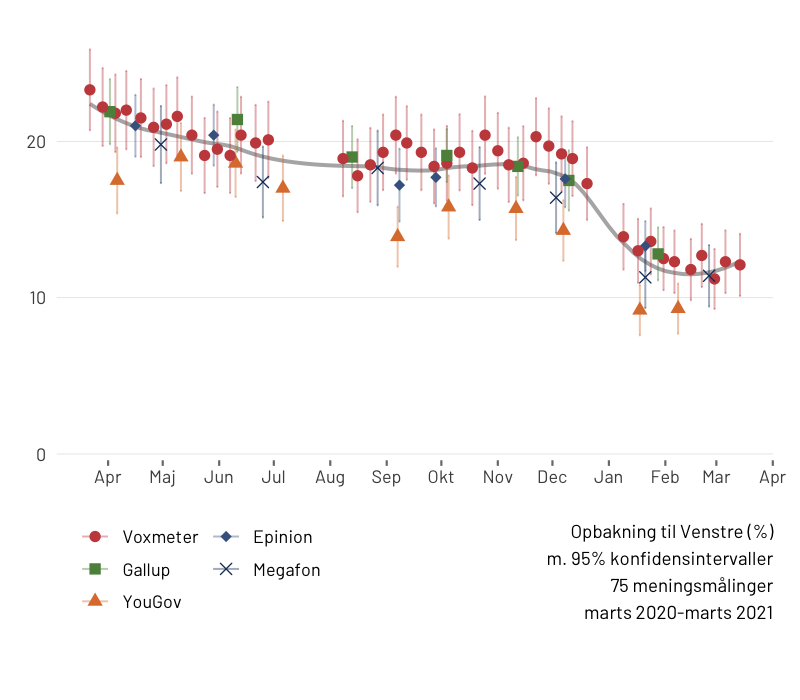 20
10
0
Apr Maj Jun Jul Aug Sep Okt Nov Dec Jan Feb Mar Apr
Voxmeter Epinion
Gallup Megafon
YouGov
Opbakning til Venstre (%)
m. 95% konfidensintervaller
75 meningsmålinger
marts 2020-marts 2021